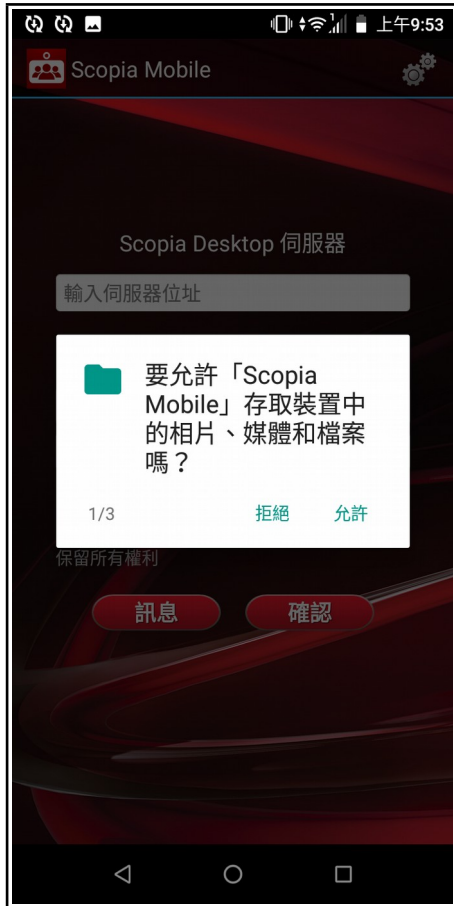 上午9:53
Scopia Mobile
Scopia Desktop 伺服器
輸入伺服器位址
要允許「Scopia
Mobile」存取裝置中
的相片、媒體和檔案
嗎？
1/3 拒絕 允許
保留所有權利
訊息 確認